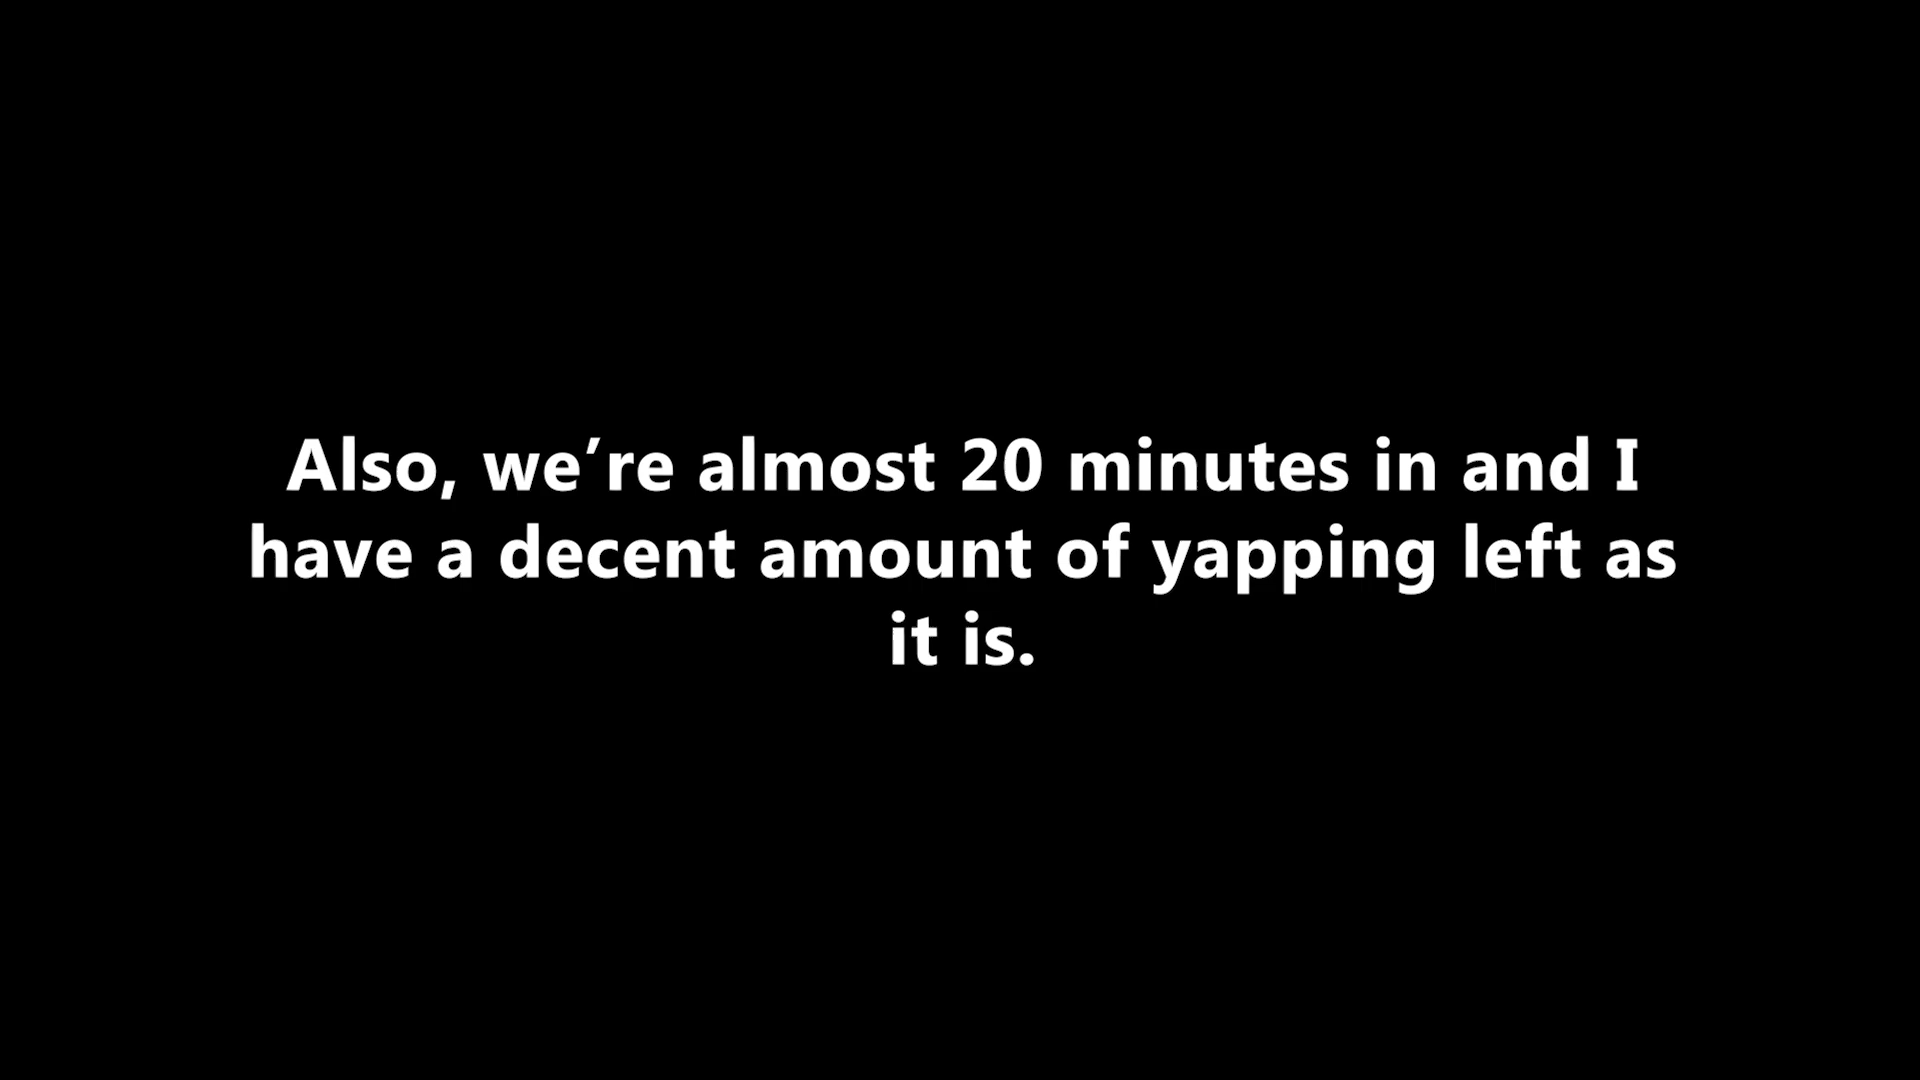 Also, we’re almost 20 minutes in and I
have a decent amount of yapping left as
it is.